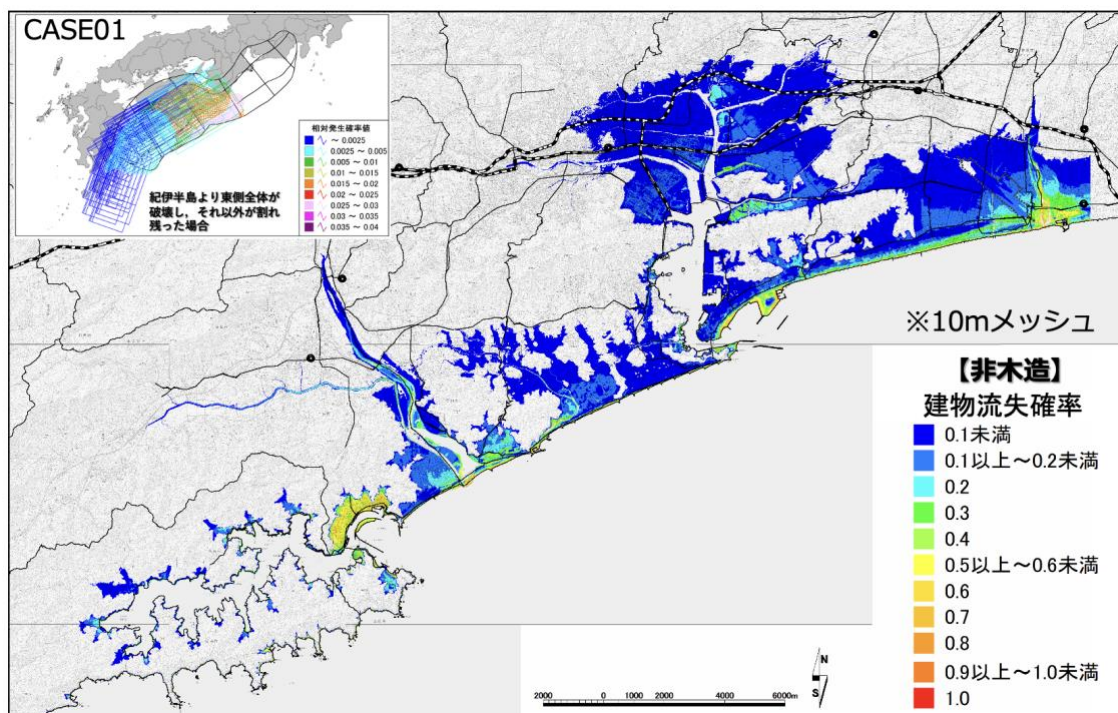 CASE01
相対発生確率値
～ 0.0025
0.0025 ～ 0.005
0.005 ～ 0.01
0.01 ～ 0.015
0.015 ～ 0.02
0.02 ～ 0.025
0.025 ～ 0.03
0.03 ～ 0.035
0.035 ～ 0.04
紀伊半島より東側全体が
破壊し，それ以外が割れ
残った場合
※10mメッシュ
【非木造】
建物流失確率
0.1未満
0.1以上～0.2未満
0.2
0.3
0.4
0.5以上～0.6未満
0.6
0.7
0.8
0.9以上～1.0未満
1.0
N
S
2000 0 1000 2000 4000 6000m